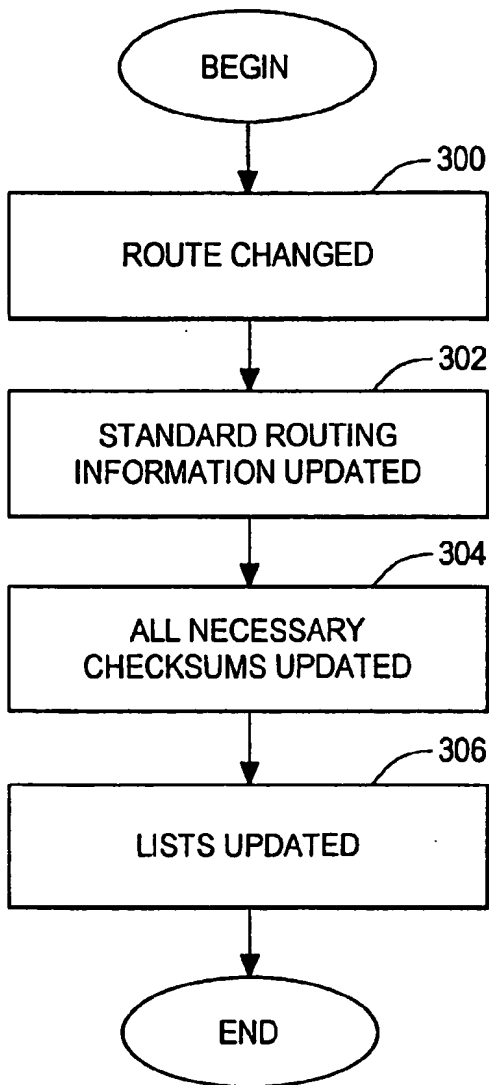 BEGIN
300
ROUTE CHANGED
302
STANDARD ROUTING
INFORMATION UPDATED
304
ALL NECESSARY
CHECKSUMS UPDATED
306
LISTS UPDATED
END